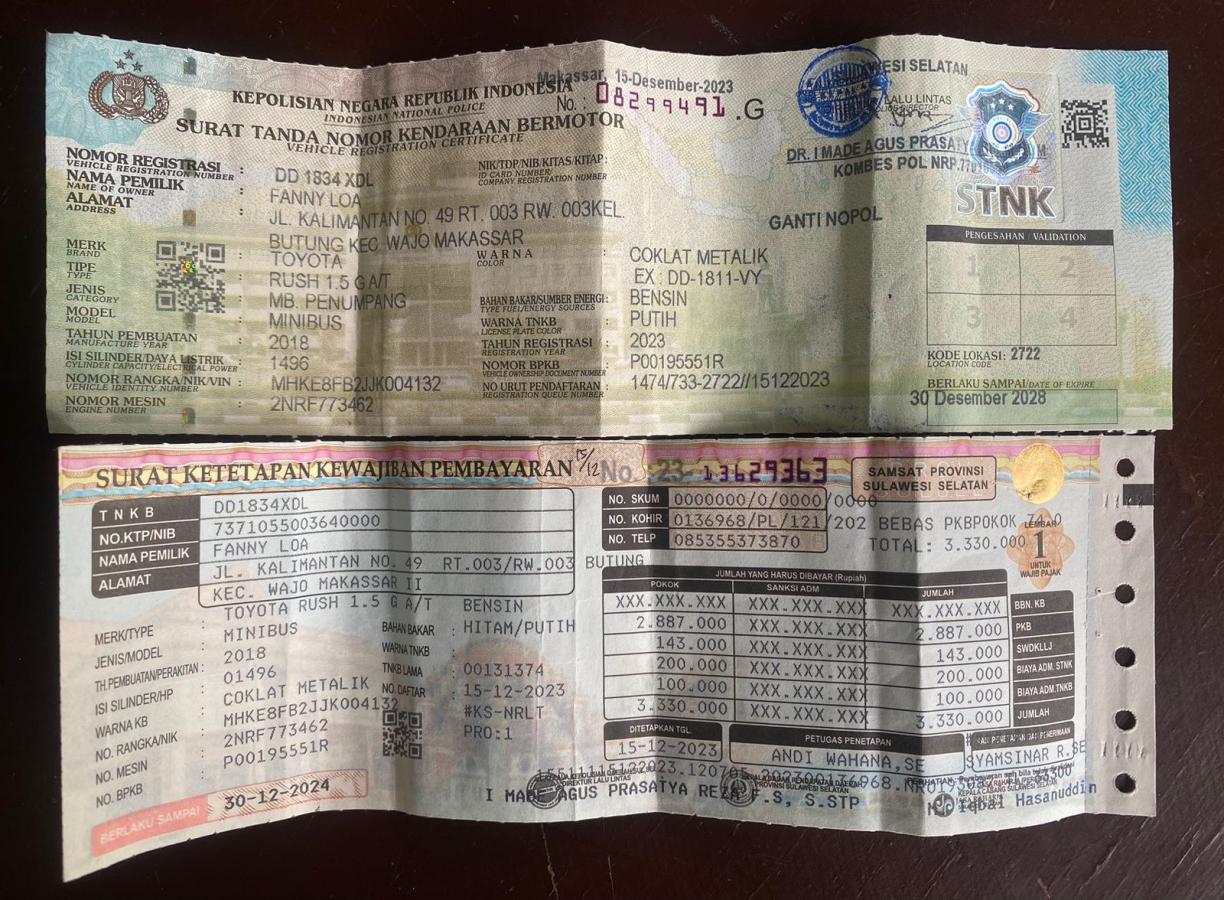 KEPOLISIAN NEGARA REPUBLIK INDONESIA
INDONESIAN NATIONAL POLICE
SURAT TANDA NOMOR KENDARAAN BERMOTOR
VEHICLE REGISTRATION CERTIFICATE
Makassar, 15-Desember-2023
No. : 08299491 .G
WESI SELATAN
LALU LINTAS
DR. I MADE AGUS PRASATY
KOMBES POL NRP.
STNK
NOMOR REGISTRASI : DD 1834 XDL
VEHICLE REGISTRATION NUMBER
NIK/TDP/NIB/KITAS/KITAP:
ID CARD NUMBER/
COMPANY REGISTRATION NUMBER
NAMA PEMILIK : FANNY LOA
NAME OF OWNER
ALAMAT : JL. KALIMANTAN NO. 49 RT. 003 RW. 003KEL.
ADDRESS
BUTUNG KEC WAJO MAKASSAR
GANTI NOPOL
MERK : TOYOTA
BRAND
WARNA : COKLAT METALIK
COLOR
EX : DD-1811-VY
TIPE : RUSH 1.5 G A/T
TYPE
JENIS : MB. PENUMPANG
CATEGORY
BAHAN BAKAR/SUMBER ENERGI : BENSIN
TYPE FUEL/ENERGY SOURCES
MODEL : MINIBUS
MODEL
WARNA TNKB : PUTIH
LICENSE PLATE COLOR
TAHUN PEMBUATAN : 2018
MANUFACTURE YEAR
TAHUN REGISTRASI : 2023
REGISTRATION YEAR
ISI SILINDER/DAYA LISTRIK : 1496
CYLINDER CAPACITY/ELECTRICAL POWER
NOMOR BPKB : P00195551R
VEHICLE OWNERSHIP DOCUMENT NUMBER
NOMOR RANGKA/NIK/VIN : MHKE8FB2JJK004132
VEHICLE IDENTITY NUMBER
NO URUT PENDAFTARAN : 1474/733-2722//15122023
REGISTRATION QUEUE NUMBER
NOMOR MESIN : 2NRF773462
ENGINE NUMBER
PENGESAHAN / VALIDATION
1 2
3 4
KODE LOKASI: 2722
BERLAKU SAMPAI/DATE OF EXPIRE
30 Desember 2028
SURAT KETETAPAN KEWAJIBAN PEMBAYARAN 15/12 No. 23- 13629363
SAMSAT PROVINSI
SULAWESI SELATAN
TNKB DD1834XDL
NO.KTP/NIB 7371055003640000
NAMA PEMILIK FANNY LOA
ALAMAT JL. KALIMANTAN NO. 49 RT.003/RW.003 BUTUNG
KEC. WAJO MAKASSAR II
NO. SKUM 0000000/0/0000/0000
NO. KOHIR 0136968/PL/121/202 BEBAS PKBPOKOK
NO. TELP 085355373870 TOTAL: 3.330.000
LEMBAR
1
UNTUK
WAJIB PAJAK
MERK/TYPE : TOYOTA RUSH 1.5 G A/T
JENIS/MODEL : MINIBUS
TH.PEMBUATAN/PERAKITAN : 2018
ISI SILINDER/HP : 01496
WARNA KB : COKLAT METALIK
NO. RANGKA/NIK : MHKE8FB2JJK004132
NO. MESIN : 2NRF773462
NO. BPKB : P00195551R
BAHAN BAKAR : BENSIN
WARNA TNKB : HITAM/PUTIH
TNKB LAMA :
NO. DAFTAR : 00131374
15-12-2023
#KS-NRLT
PRO:1
BERLAKU SAMPAI 30-12-2024
JUMLAH YANG HARUS DIBAYAR (Rupiah)
POKOK SANKSI ADM JUMLAH
XXX.XXX.XXX XXX.XXX.XXX XXX.XXX.XXX BBN. KB
2.887.000 XXX.XXX.XXX 2.887.000 PKB
143.000 XXX.XXX.XXX 143.000 SWDKLLJ
200.000 XXX.XXX.XXX 200.000 BIAYA ADM. STNK
100.000 XXX.XXX.XXX 100.000 BIAYA ADM.TNKB
3.330.000 XXX.XXX.XXX 3.330.000 JUMLAH
DITETAPKAN TGL. PETUGAS PENETAPAN
15-12-2023 ANDI WAHANA,SE SYAMSINAR R.SE
I MADE AGUS PRASATYA REZA F.S, S.STP Iqbal Hasanuddin